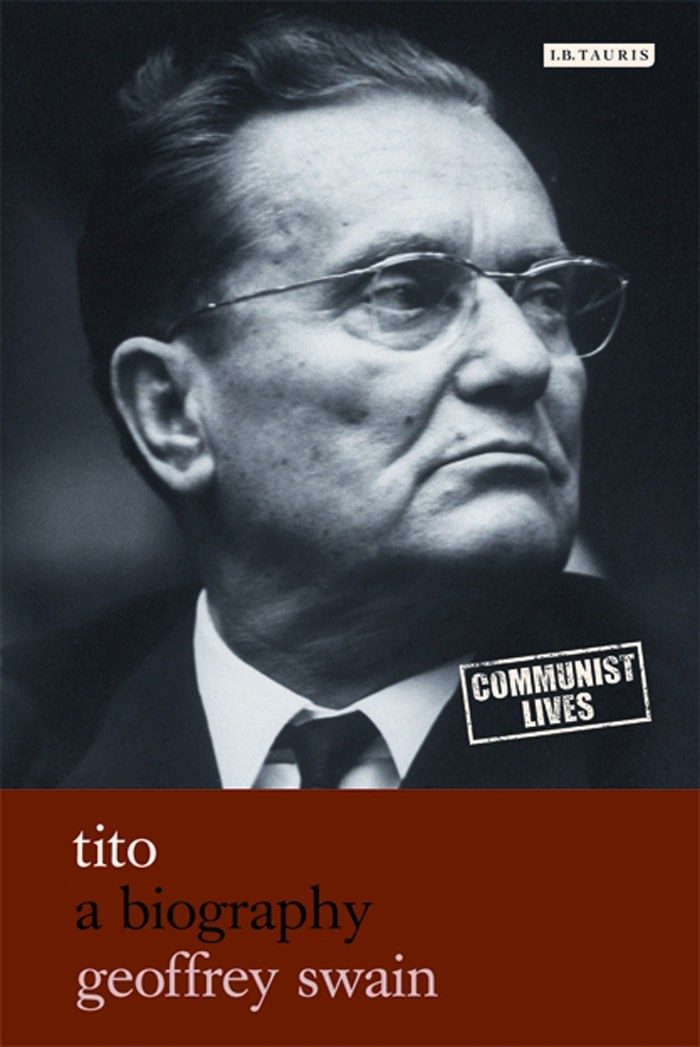 I.B.TAURIS
COMMUNIST
LIVES
tito
a biography
geoffrey swain